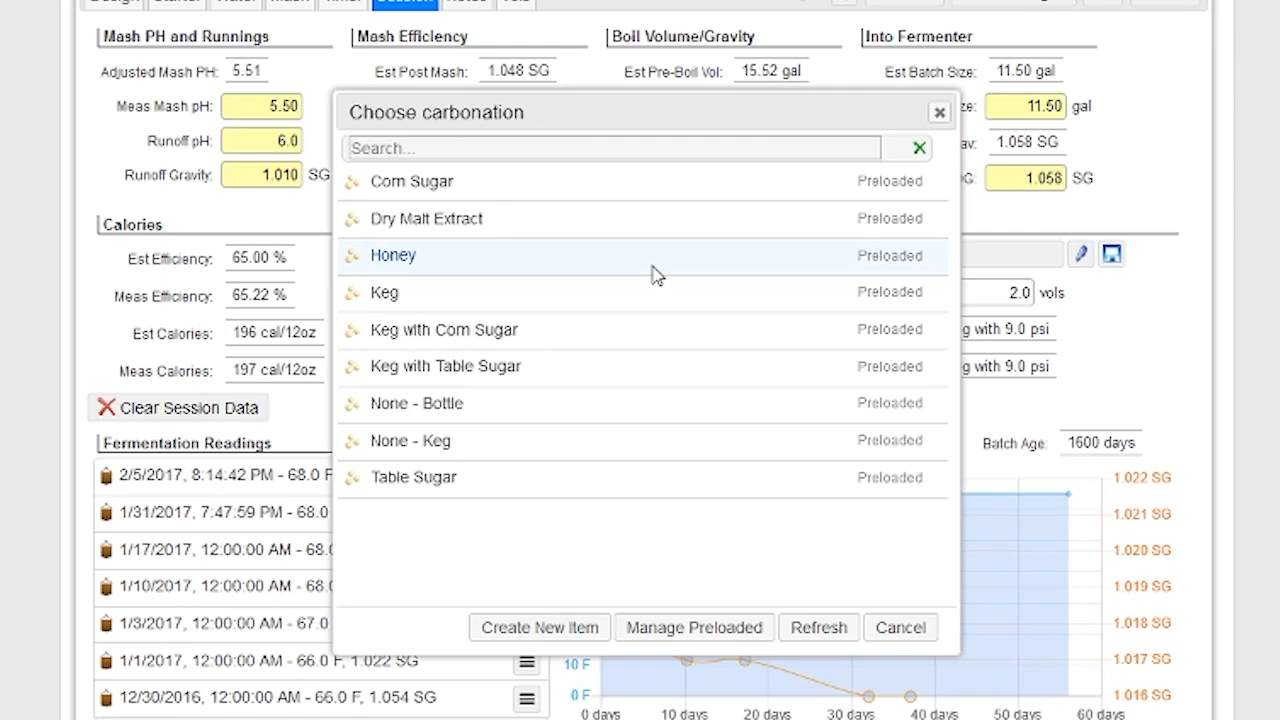 Session
Mash PH and Runnings
Mash Efficiency
Boil Volume/Gravity
Into Fermenter
Adjusted Mash PH: 5.51
Est Post Mash: 1.048 SG
Est Pre-Boil Vol: 15.52 gal
Est Batch Size: 11.50 gal
Meas Mash pH: 5.50
ze: 11.50 gal
Runoff pH: 6.0
av: 1.058 SG
Runoff Gravity: 1.010 SG
G: 1.058 SG
Choose carbonation
Search...
Corn Sugar Preloaded
Dry Malt Extract Preloaded
Honey Preloaded
Keg Preloaded
Keg with Corn Sugar Preloaded
Keg with Table Sugar Preloaded
None - Bottle Preloaded
None - Keg Preloaded
Table Sugar Preloaded
Create New Item
Manage Preloaded
Refresh
Cancel
Calories
Est Efficiency: 65.00 %
Meas Efficiency: 65.22 %
2.0 vols
Est Calories: 196 cal/12oz
g with 9.0 psi
Meas Calories: 197 cal/12oz
g with 9.0 psi
Clear Session Data
Fermentation Readings
Batch Age: 1600 days
2/5/2017, 8:14:42 PM - 68.0 F
1/31/2017, 7:47:59 PM - 68.0
1/17/2017, 12:00:00 AM - 68.0
1/10/2017, 12:00:00 AM - 68.0
1/3/2017, 12:00:00 AM - 67.0
1/1/2017, 12:00:00 AM - 66.0 F, 1.022 SG
12/30/2016, 12:00:00 AM - 66.0 F, 1.054 SG
1.022 SG
1.021 SG
1.020 SG
1.019 SG
1.018 SG
1.017 SG
1.016 SG
10 F
0 F
0 days
10 days
20 days
30 days
40 days
50 days
60 days